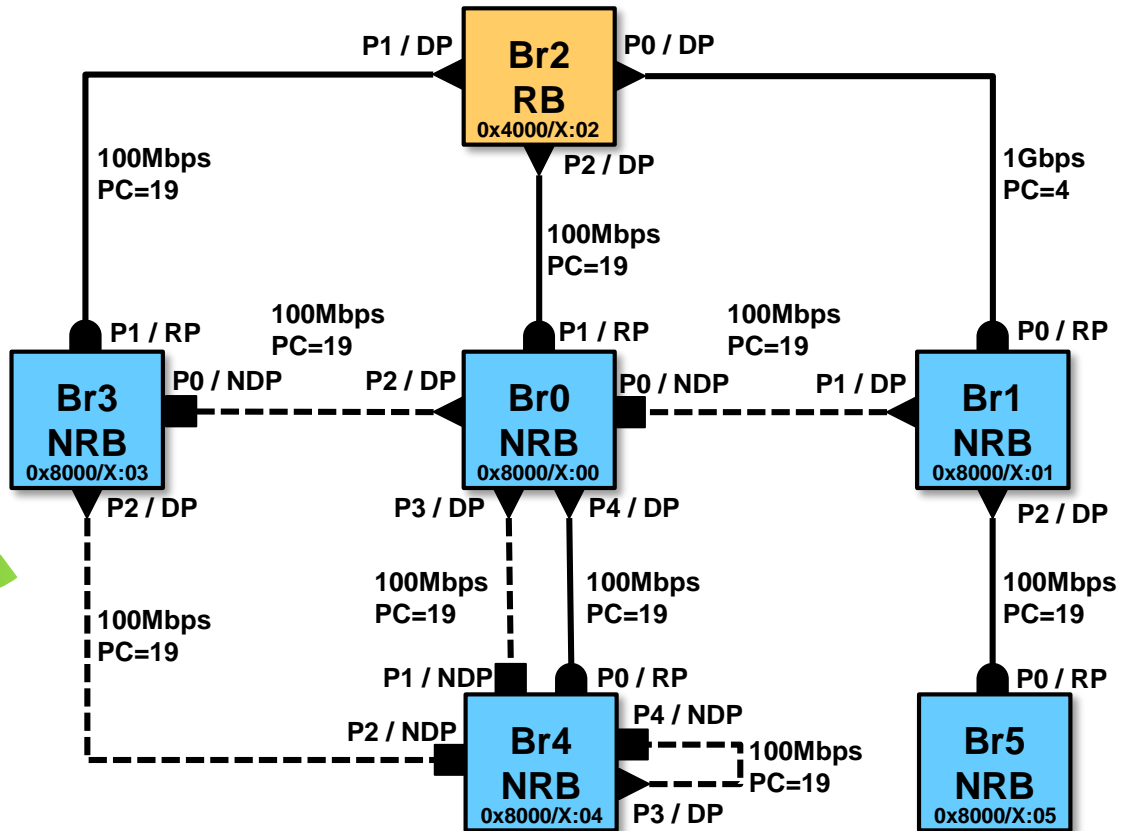 P1 / DP
Br2
RB
0x4000/X:02
P0 / DP
P2 / DP
100Mbps
PC=19
100Mbps
PC=19
1Gbps
PC=4
P1 / RP
100Mbps
PC=19
P1 / RP
100Mbps
PC=19
P0 / RP
Br3
NRB
0x8000/X:03
P0 / NDP
P2 / DP
Br0
NRB
0x8000/X:00
P0 / NDP
P1 / DP
Br1
NRB
0x8000/X:01
P2 / DP
P3 / DP
P4 / DP
P2 / DP
100Mbps
PC=19
100Mbps
PC=19
100Mbps
PC=19
100Mbps
PC=19
P1 / NDP
P0 / RP
P0 / RP
P2 / NDP
Br4
NRB
0x8000/X:04
P4 / NDP
100Mbps
PC=19
P3 / DP
Br5
NRB
0x8000/X:05